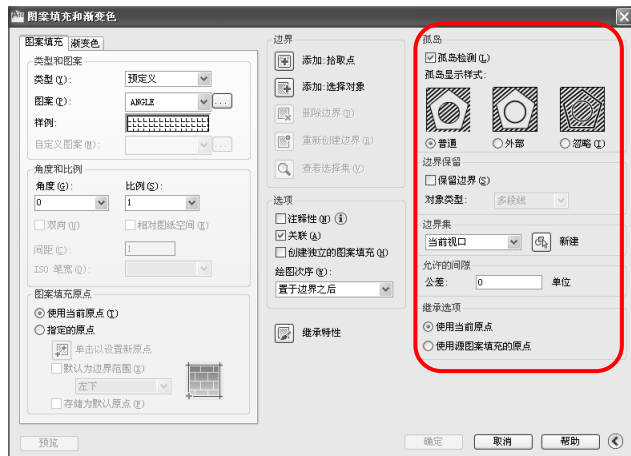 图案填充和渐变色
图案填充 渐变色
类型和图案
类型(Y): 预定义
图案(P): ANGLE ...
样例:
自定义图案(M): ...
角度和比例
角度(G): 比例(S):
0 1
双向(U) 相对图纸空间(E)
间距(C): 1
ISO 笔宽(O):
图案填充原点
使用当前原点(T)
指定的原点
单击以设置新原点
默认为边界范围(X)
左下
存储为默认原点(F)
预览
边界
添加:拾取点
添加:选择对象
删除边界(D)
重新创建边界(R)
查看选择集(V)
选项
注释性(N)
关联(A)
创建独立的图案填充(H)
绘图次序(W):
置于边界之后
继承特性
孤岛
孤岛检测(L)
孤岛显示样式:
普通 外部 忽略(I)
边界保留
保留边界(S)
对象类型: 多段线
边界集
当前视口 新建
允许的间隙
公差: 0 单位
继承选项
使用当前原点
使用源图案填充的原点
确定 取消 帮助